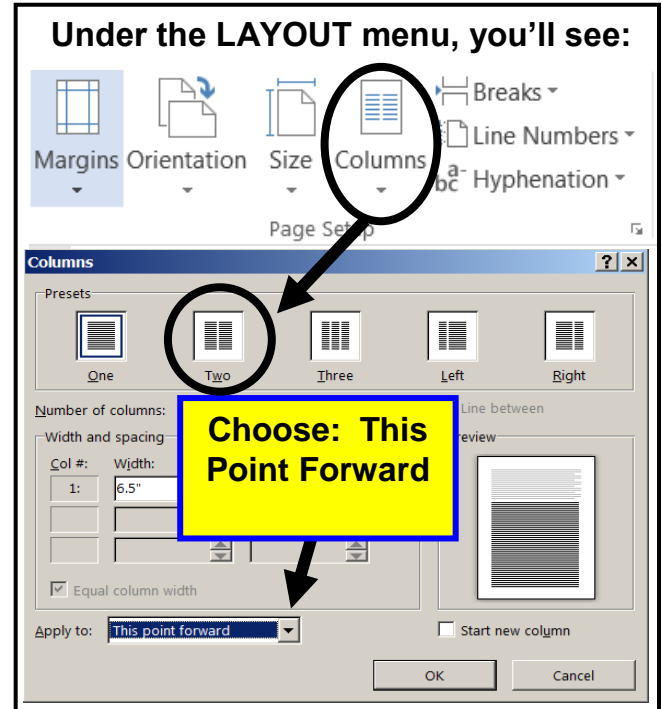 Under the LAYOUT menu, you'll see:
Margins Orientation Size Columns
Breaks
Line Numbers
Hyphenation
a-
bc
Page Setup
Columns
Presets
One Two Three Left Right
Number of columns: Line between
Width and spacing
Col #: Width:
1: 6.5"
Equal column width
Choose: This
Point Forward
Apply to: This point forward
Start new column
OK Cancel